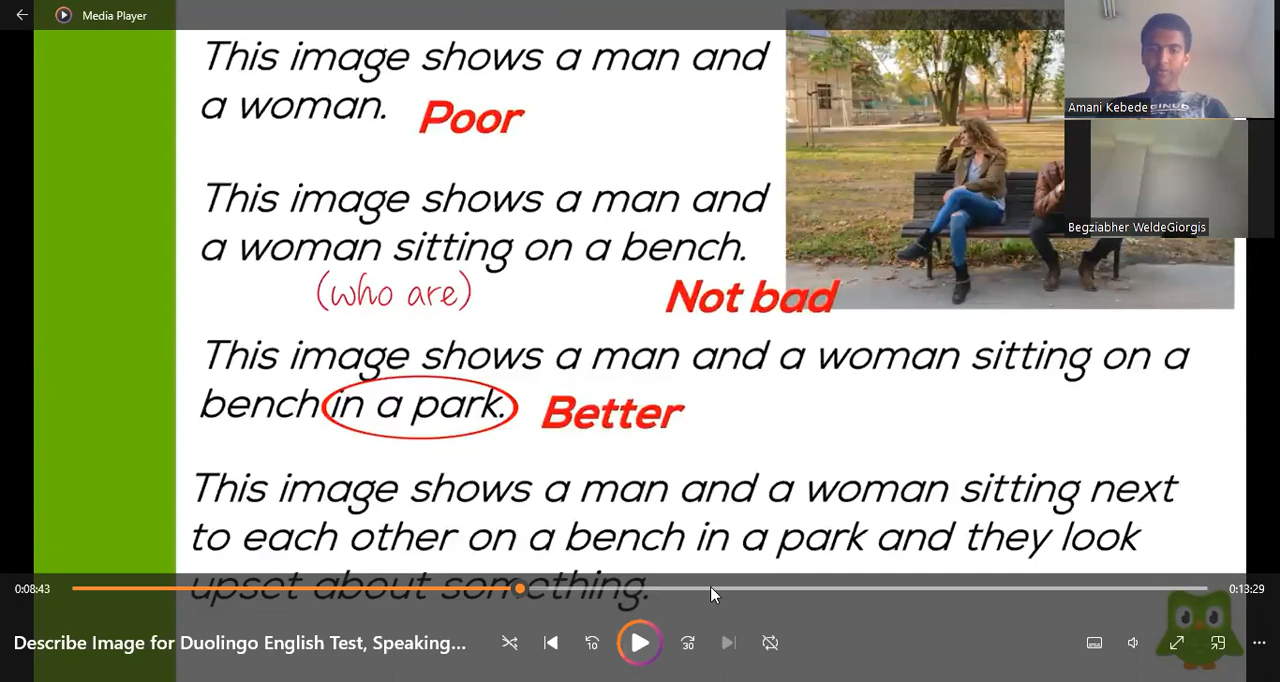 Media Player
This image shows a man and
a woman. Poor
Amani Kebede
This image shows a man and
a woman sitting on a bench.
(who are) Not bad
Begziabher WeldeGiorgis
This image shows a man and a woman sitting on a
bench in a park. Better
This image shows a man and a woman sitting next
to each other on a bench in a park and they look
upset about something.
0:08:43
0:13:29
Describe Image for Duolingo English Test, Speaking...
10
30